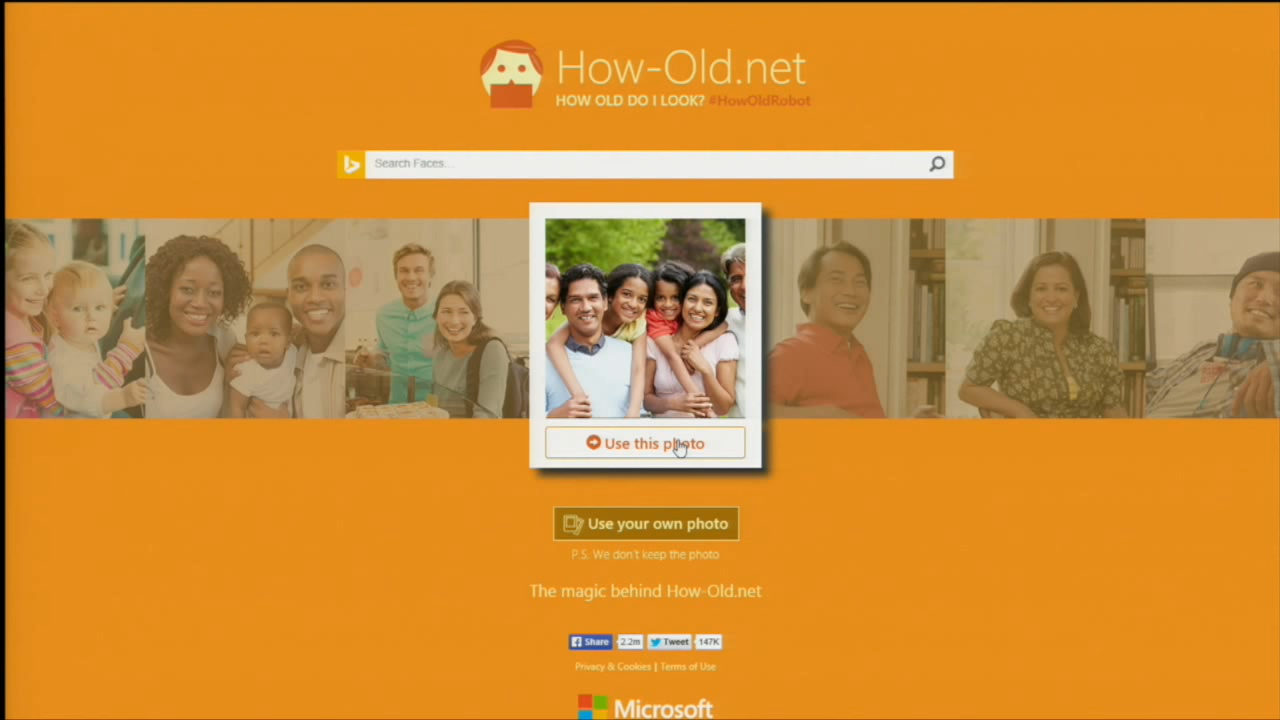 How-Old.net
HOW OLD DO I LOOK? #HowOldRobot
Search Faces...
Use this photo
Use your own photo
P.S. We don't keep the photo
The magic behind How-Old.net
Share 2.2m Tweet 147K
Privacy & Cookies | Terms of Use
Microsoft